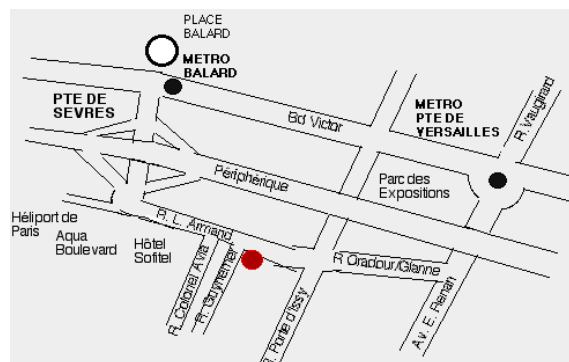 PLACE
BALARD
METRO
BALARD
PTE DE
SEVRES
Bd Victor
METRO
PTE DE
VERSAILLES
R. Vaugirard
Périphérique
Parc des
Expositions
Héliport de
Paris
Aqua
Boulevard
Hôtel
Sofitel
R. L. Armand
R. Colonel Avia
R. Guynemer
R. Porte d'Issy
R Oradour/Glanne
Av. E. Renan